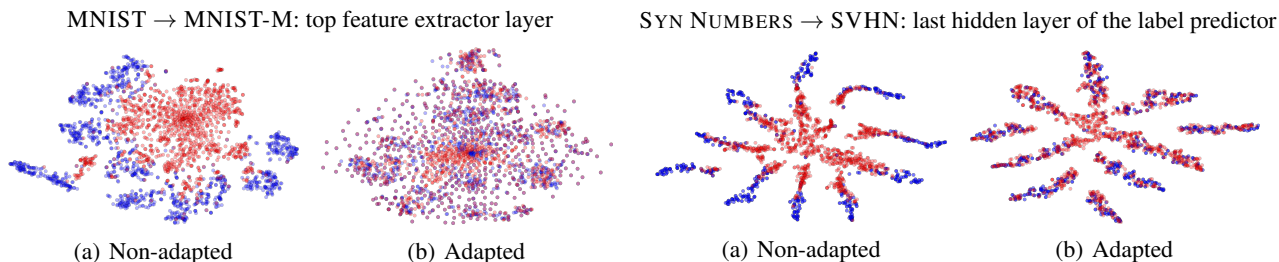 MNIST → MNIST-M: top feature extractor layer
SYN NUMBERS → SVHN: last hidden layer of the label predictor
(a) Non-adapted
(b) Adapted
(a) Non-adapted
(b) Adapted